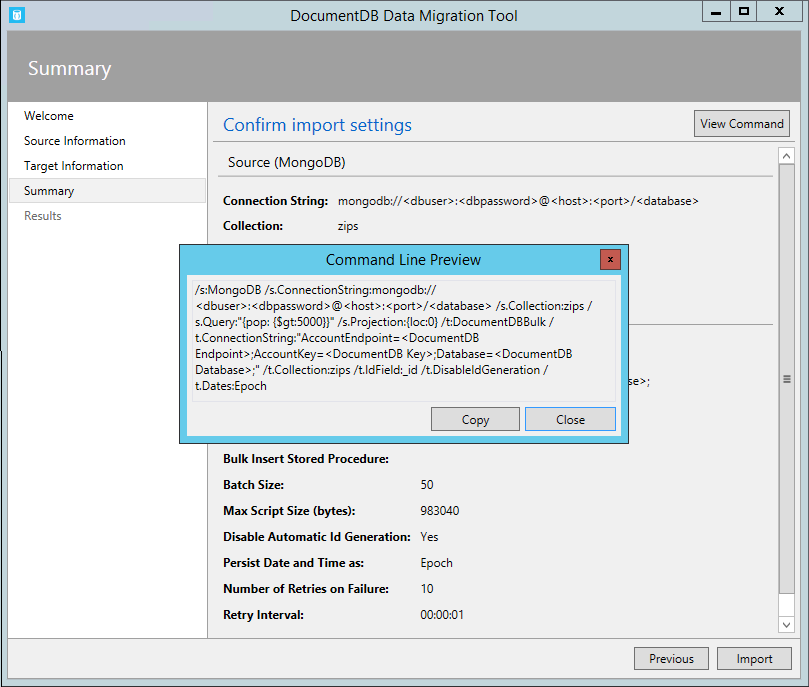 DocumentDB Data Migration Tool
Summary
Welcome
Source Information
Target Information
Summary
Results
Confirm import settings
View Command
Source (MongoDB)
Connection String: mongodb://<dbuser>:<dbpassword>@<host>:<port>/<database>
Collection: zips
Command Line Preview
x
/s:MongoDB /s.ConnectionString:mongodb://
<dbuser>:<dbpassword>@<host>:<port>/<database> /s.Collection:zips /
s.Query:"{pop: {$gt:5000}}" /s.Projection:{loc:0} /t:DocumentDBBulk /
t.ConnectionString:"AccountEndpoint=<DocumentDB
Endpoint>;AccountKey=<DocumentDB Key>;Database=<DocumentDB
Database>;" /t.Collection:zips /t.IdField:_id /t.DisableIdGeneration /
t.Dates:Epoch
se>;
Copy
Close
Bulk Insert Stored Procedure:
Batch Size: 50
Max Script Size (bytes): 983040
Disable Automatic Id Generation: Yes
Persist Date and Time as: Epoch
Number of Retries on Failure: 10
Retry Interval: 00:00:01
Previous
Import